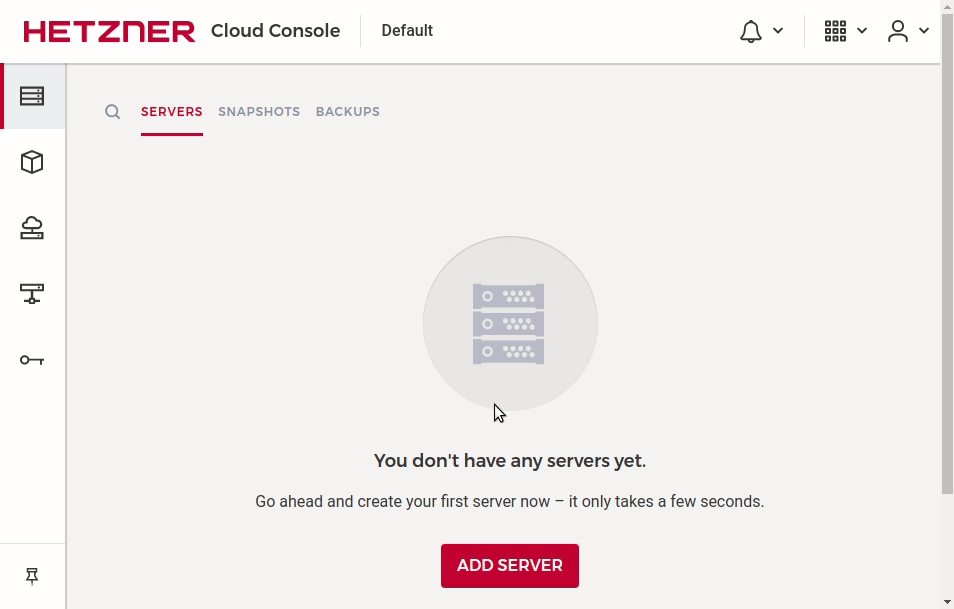 HETZNER Cloud Console Default
SERVERS SNAPSHOTS BACKUPS
You don't have any servers yet.
Go ahead and create your first server now – it only takes a few seconds.
ADD SERVER